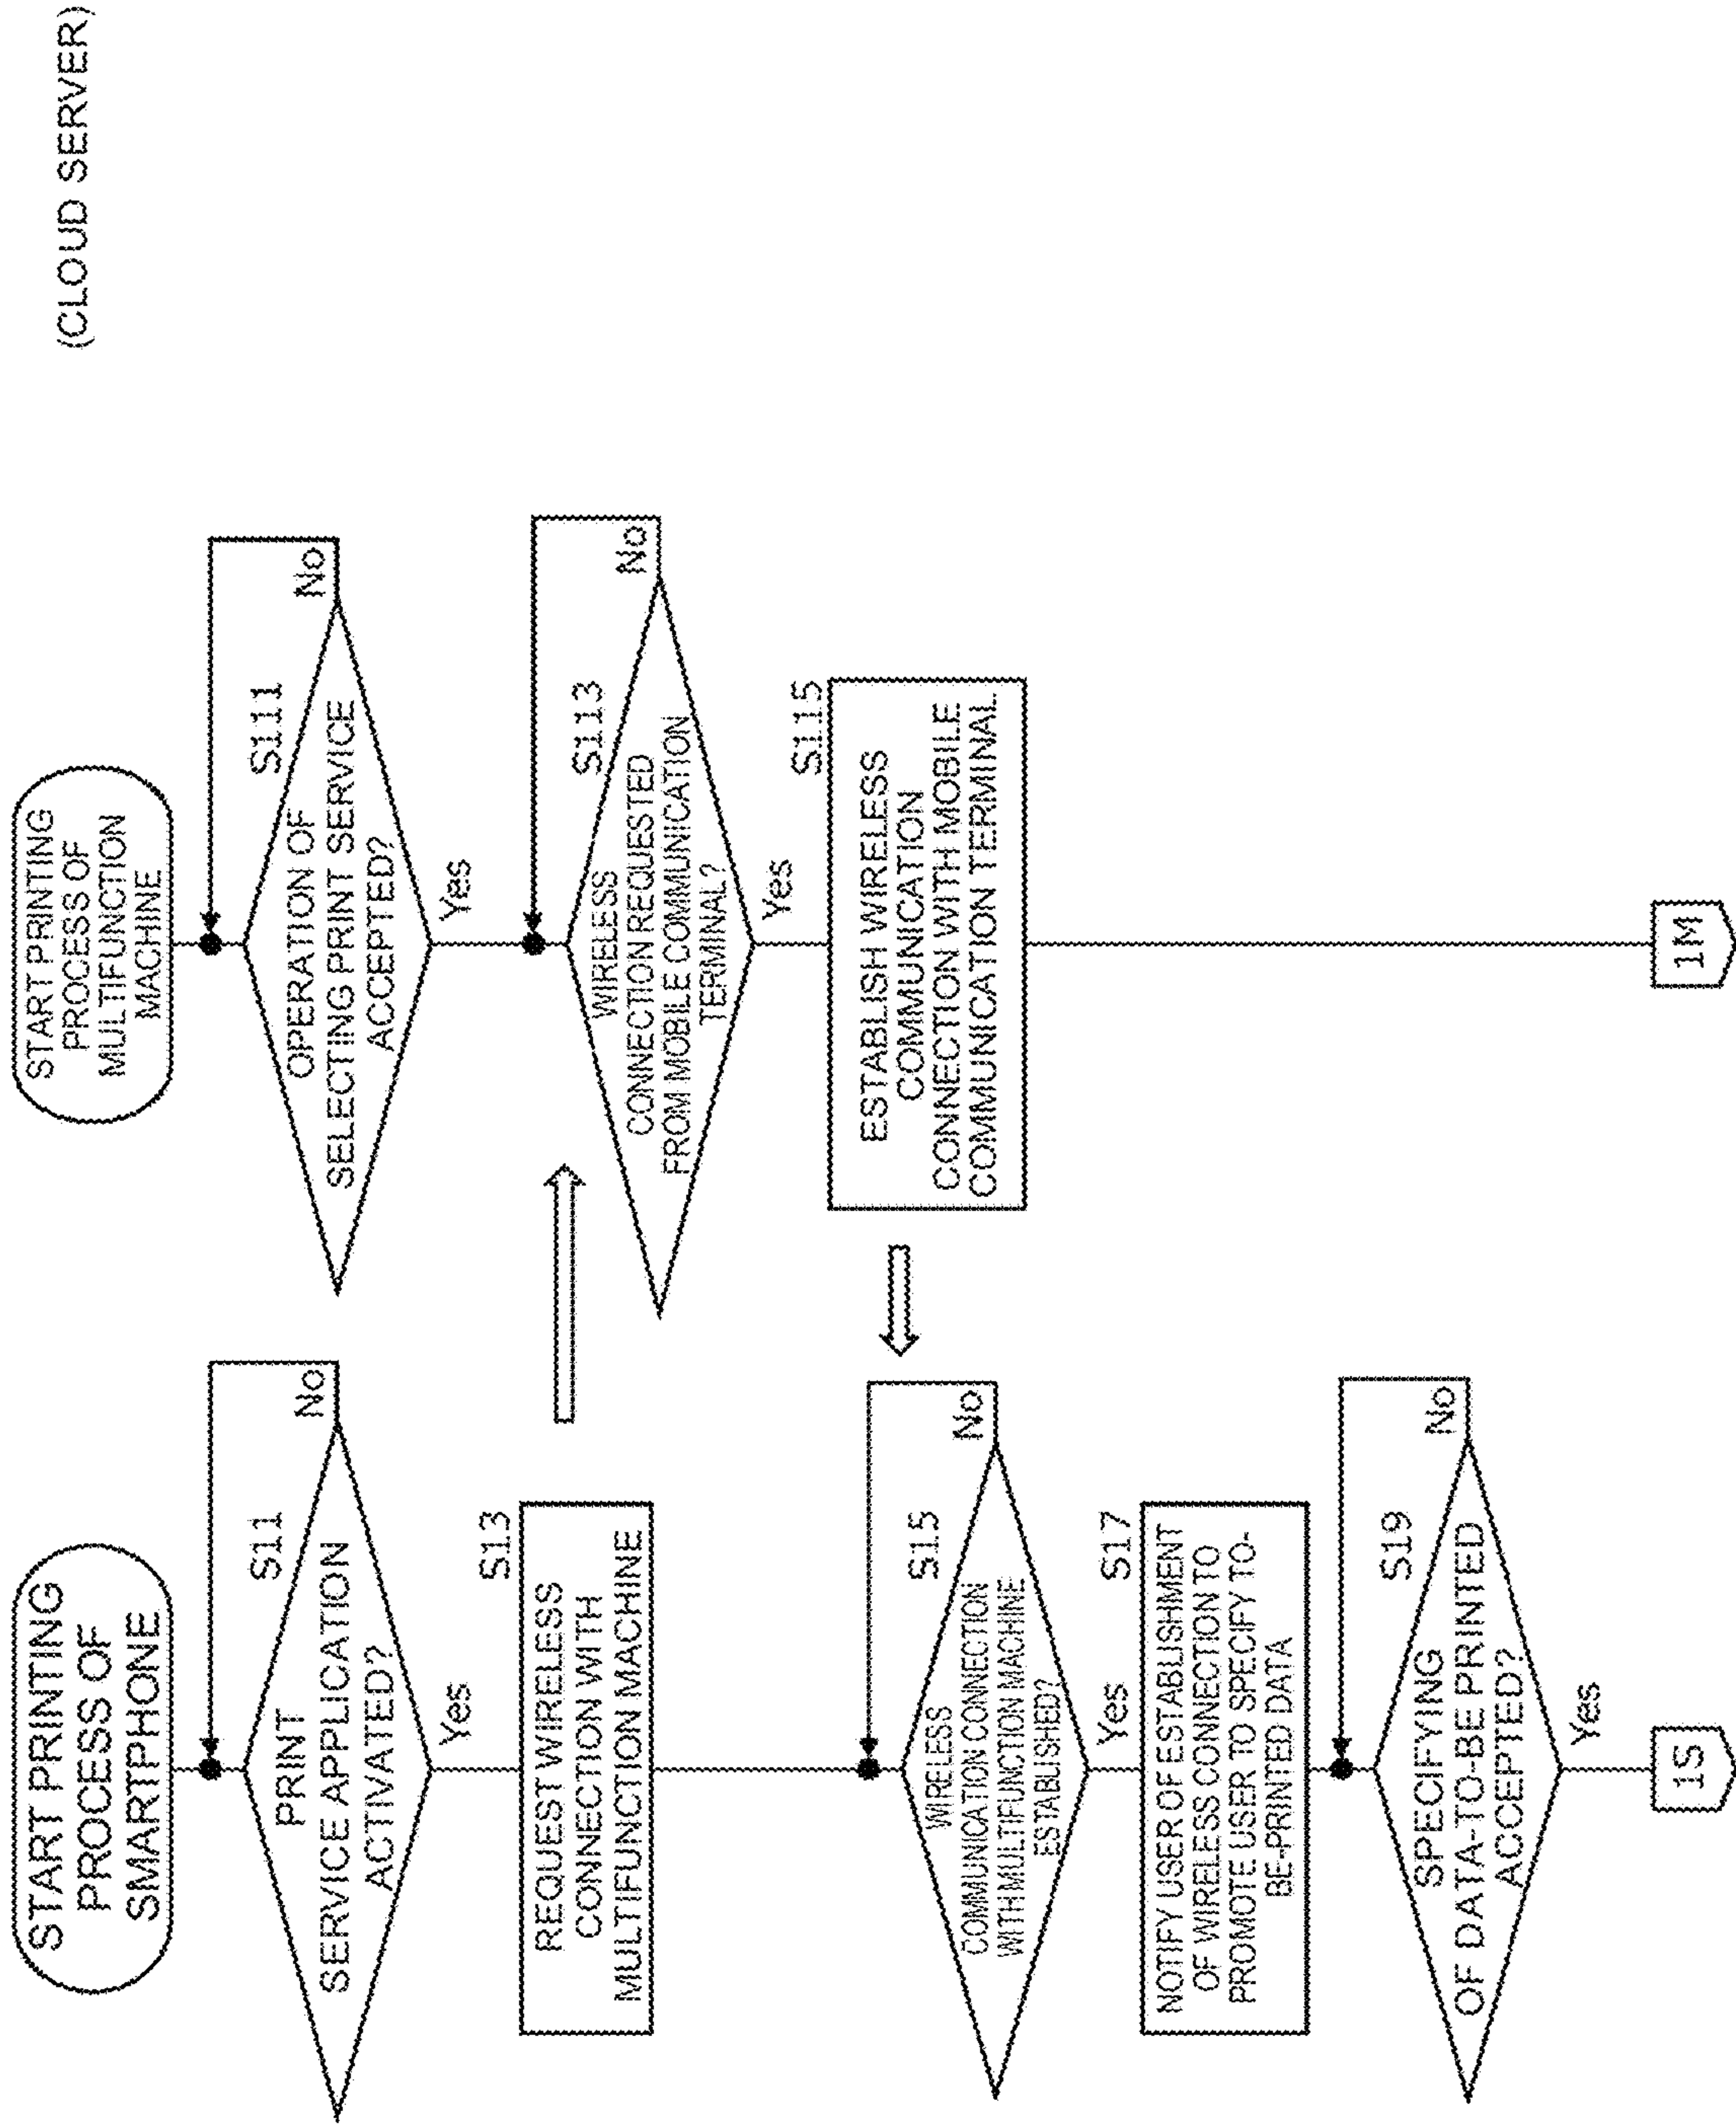 START PRINTING
PROCESS OF
SMARTPHONE
PRINT
SERVICE APPLICATION
ACTIVATED?
S11
No
Yes
S13
REQUEST WIRELESS
CONNECTION WITH
MULTIFUNCTION MACHINE
S15
WIRELESS
COMMUNICATION CONNECTION
WITH MULTIFUNCTION MACHINE
ESTABLISHED?
No
Yes
S17
NOTIFY USER OF ESTABLISHMENT
OF WIRELESS CONNECTION TO
PROMOTE USER TO SPECIFY TO-
BE-PRINTED DATA
S19
SPECIFYING
OF DATA-TO-BE PRINTED
ACCEPTED?
No
Yes
1S
START PRINTING
PROCESS OF
MULTIFUNCTION
MACHINE
S111
OPERATION OF
SELECTING PRINT SERVICE
ACCEPTED?
No
Yes
S113
WIRELESS
CONNECTION REQUESTED
FROM MOBILE COMMUNICATION
TERMINAL?
No
Yes
S115
ESTABLISH WIRELESS
COMMUNICATION
CONNECTION WITH MOBILE
COMMUNICATION TERMINAL
1M
(CLOUD SERVER)